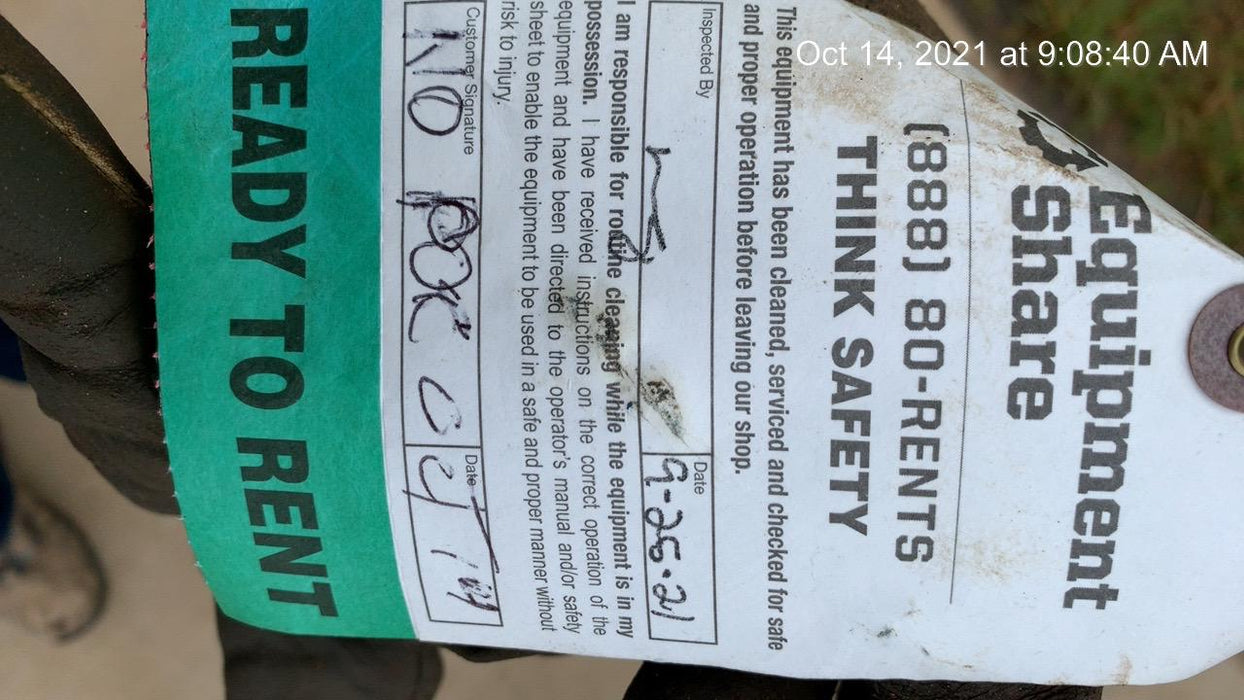 Oct 14, 2021 at 9:08:40 AM
Equipment
Share
(888) 80-RENTS
THINK SAFETY
This equipment has been cleaned, serviced and checked for safe
and proper operation before leaving our shop.
Inspected By
Date
9-25-21
I am responsible for routine cleaning while the equipment is in my
possession. I have received instructions on the correct operation of the
equipment and have been directed to the operator's manual and/or safety
sheet to enable the equipment to be used in a safe and proper manner without
risk to injury.
Customer Signature
Date
READY TO RENT